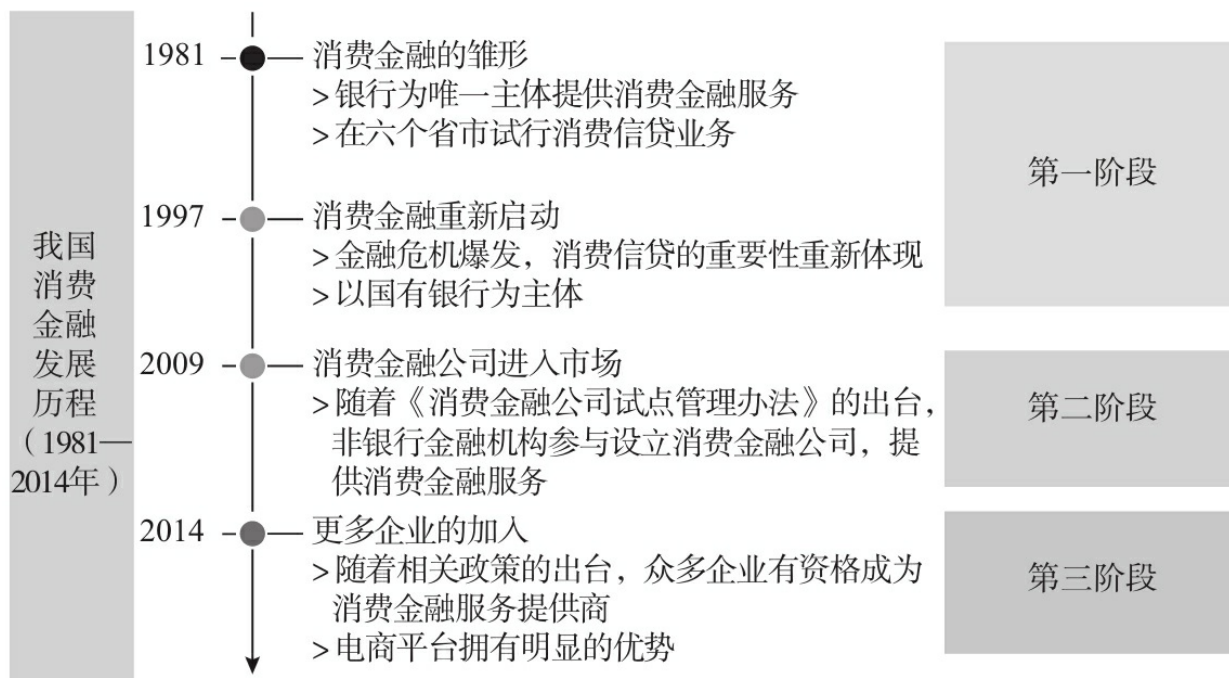 我国
消费
金融
发展
历程
（1981—
2014年）
1981
消费金融的雏形
>银行为唯一主体提供消费金融服务
>在六个省市试行消费信贷业务
1997
消费金融重新启动
>金融危机爆发，消费信贷的重要性重新体现
>以国有银行为主体
第一阶段
2009
消费金融公司进入市场
>随着《消费金融公司试点管理办法》的出台，
非银行金融机构参与设立消费金融公司，提
供消费金融服务
第二阶段
2014
更多企业的加入
>随着相关政策的出台，众多企业有资格成为
消费金融服务提供商
>电商平台拥有明显的优势
第三阶段